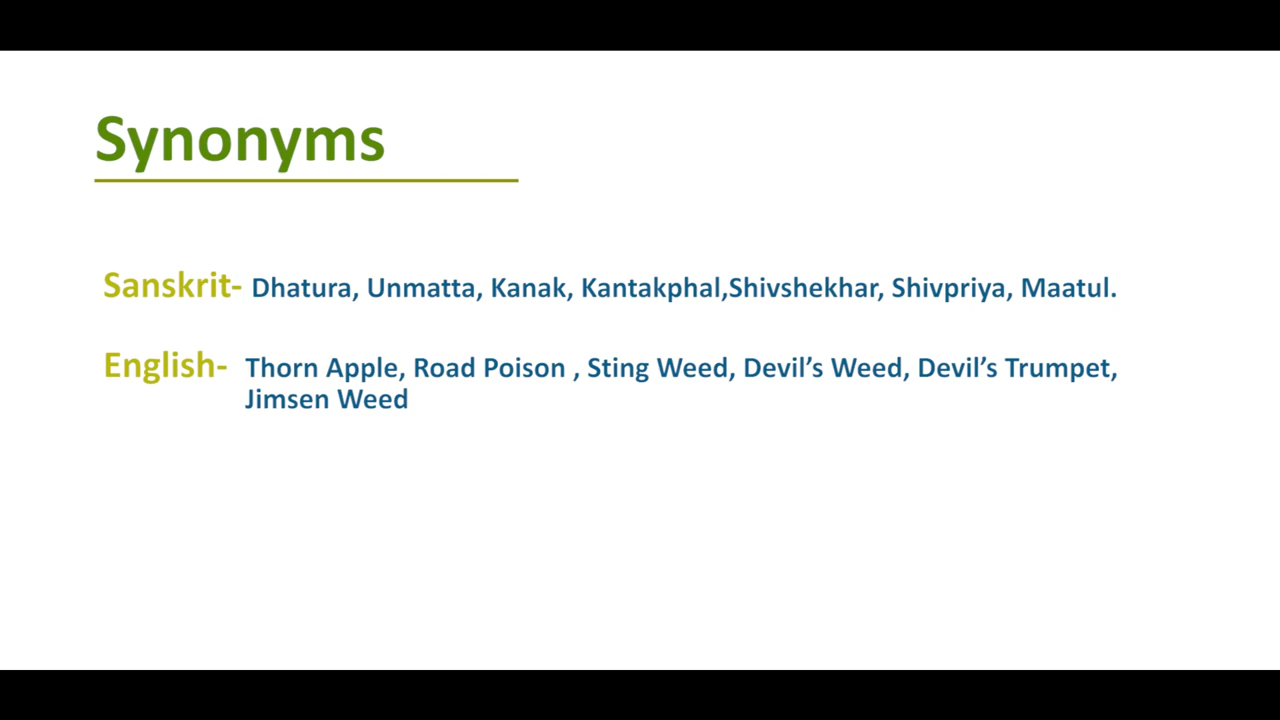 Synonyms
Sanskrit- Dhatura, Unmatta, Kanak, Kantakphal,Shivshekhar, Shivpriya, Maatul.
English- Thorn Apple, Road Poison , Sting Weed, Devil’s Weed, Devil’s Trumpet,
Jimsen Weed